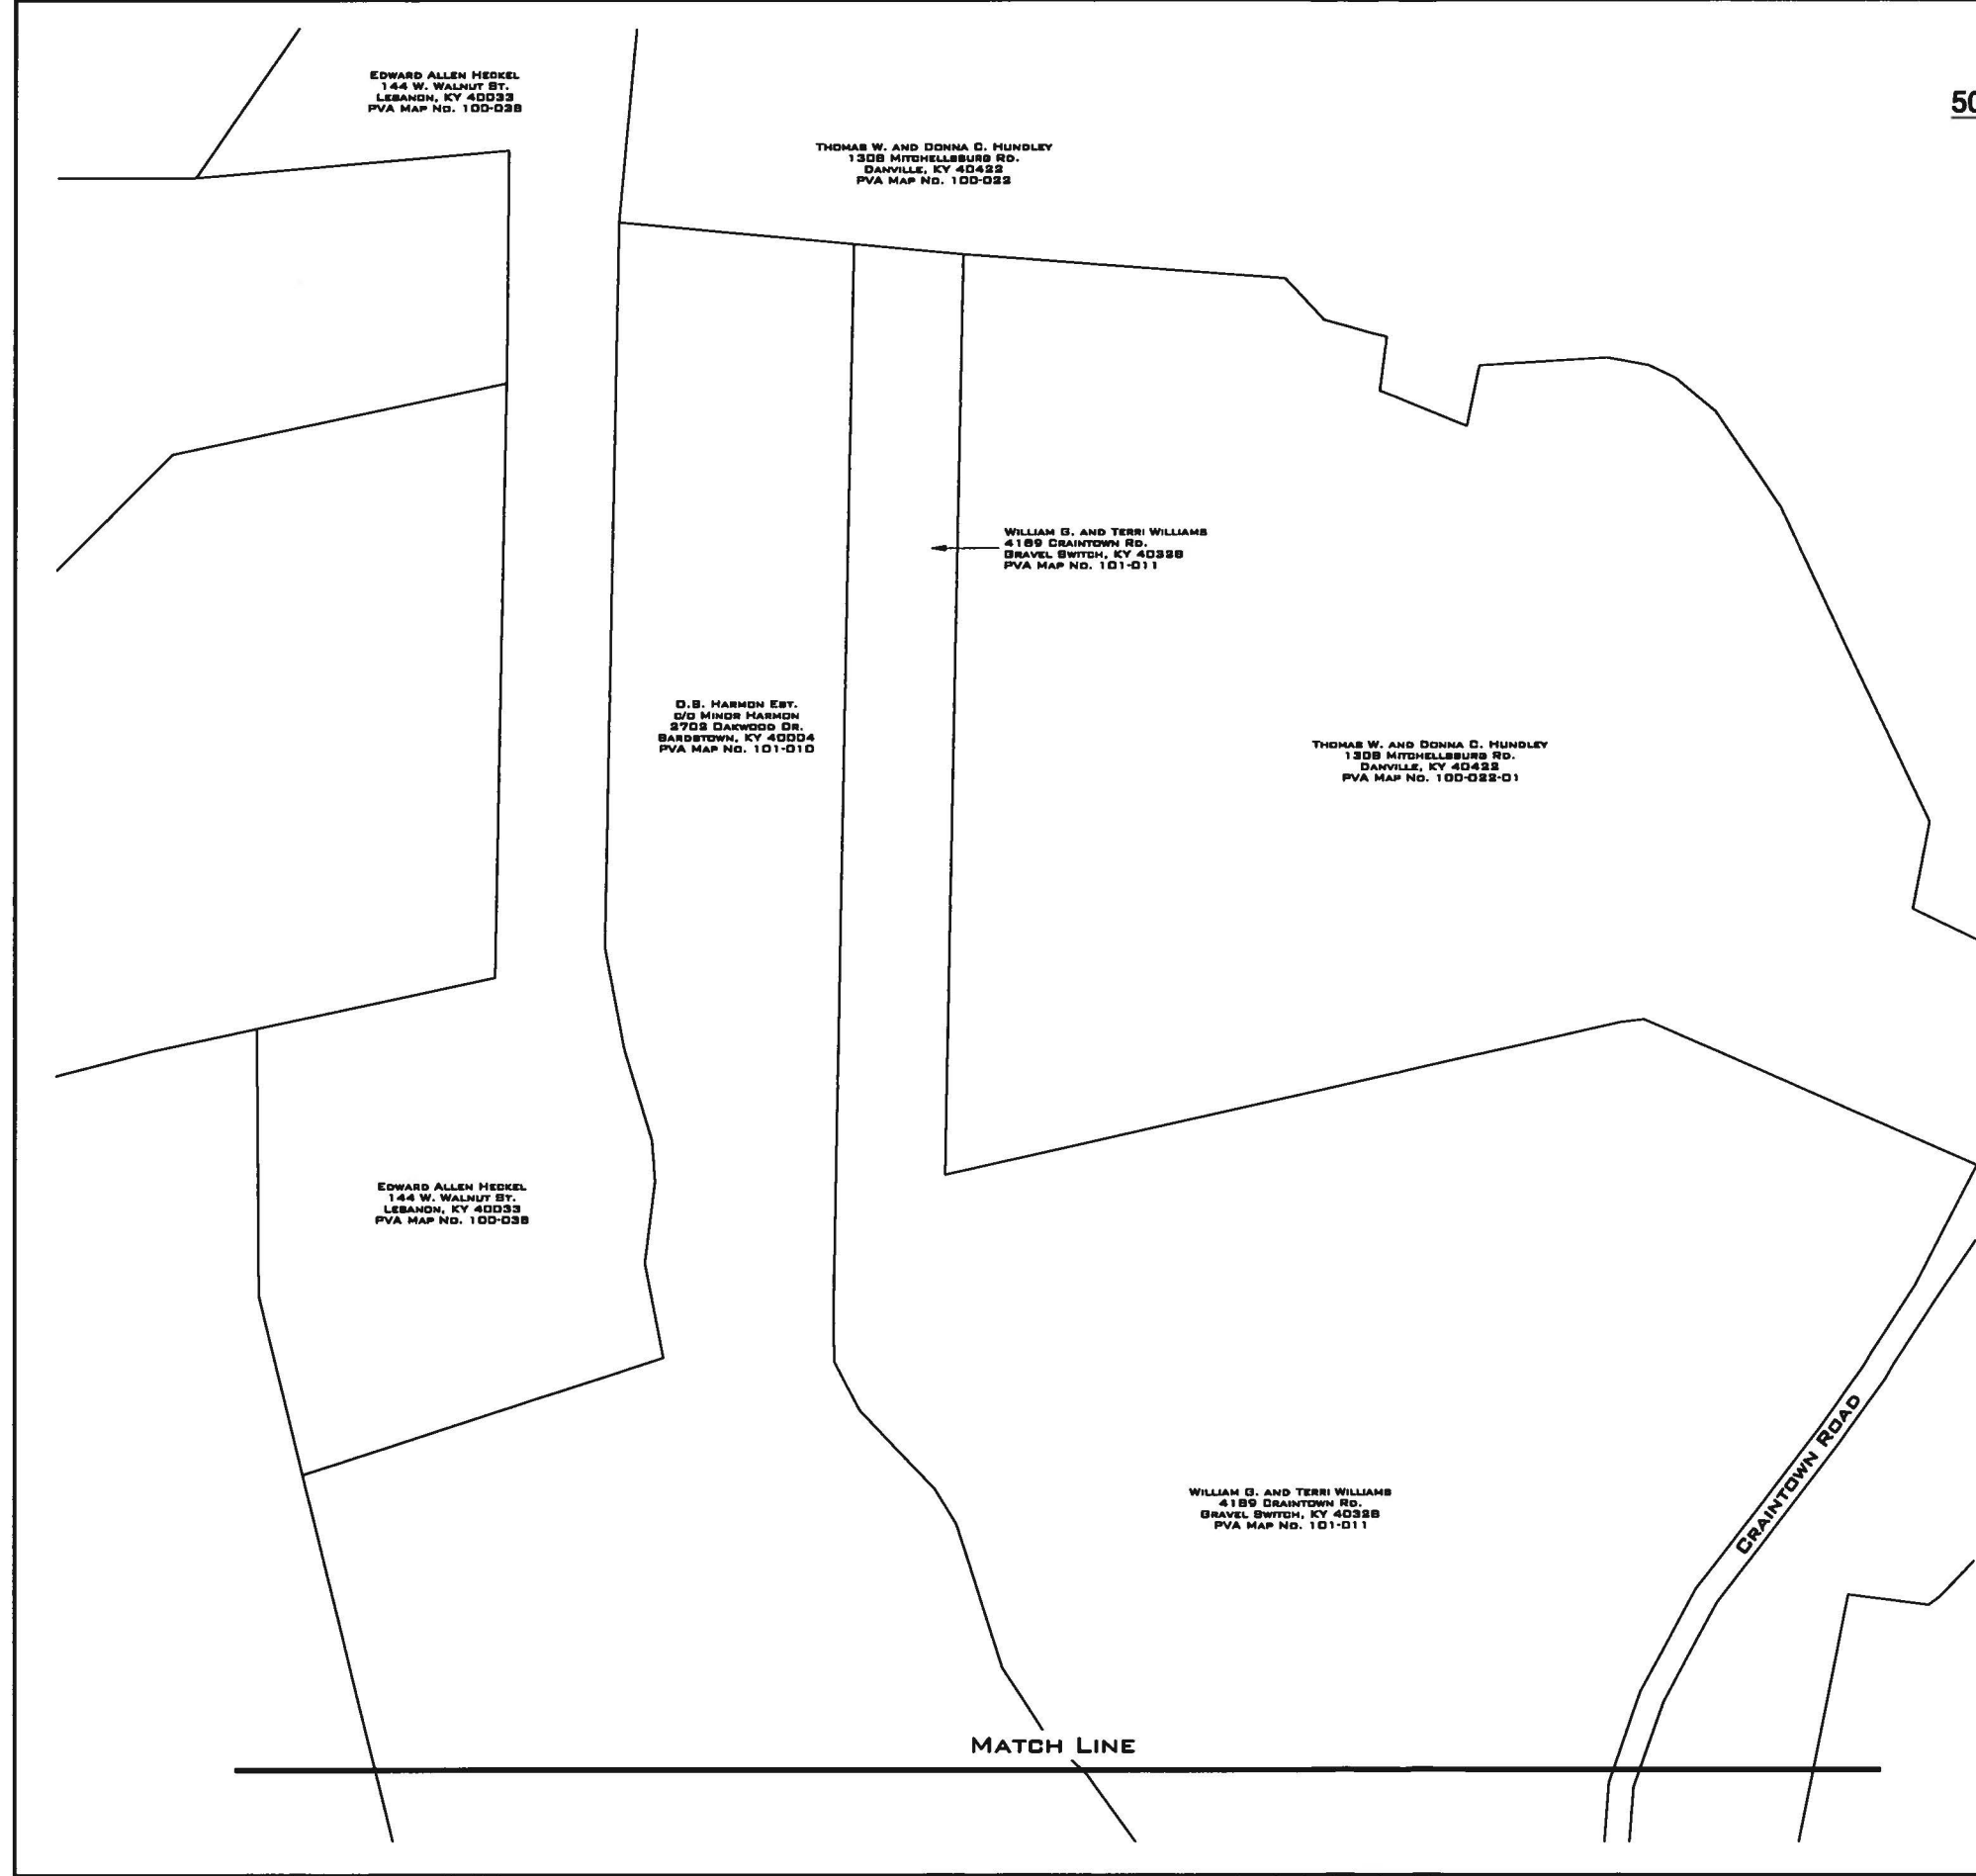 EDWARD ALLEN HECKEL
144 W. WALNUT ST.
LEBANON, KY 40033
PVA MAP NO. 100-038
50
THOMAS W. AND DONNA C. HUNDLEY
1308 MITCHELLSBURG RD.
DANVILLE, KY 40422
PVA MAP NO. 100-022
WILLIAM G. AND TERRI WILLIAMS
4189 CRAINTOWN RD.
GRAVEL SWITCH, KY 40328
PVA MAP NO. 101-011
O.B. HARMON EST.
C/O MINOR HARMON
2702 OAKWOOD DR.
BARDSTOWN, KY 40004
PVA MAP NO. 101-010
THOMAS W. AND DONNA C. HUNDLEY
1308 MITCHELLSBURG RD.
DANVILLE, KY 40422
PVA MAP NO. 100-022-01
EDWARD ALLEN HECKEL
144 W. WALNUT ST.
LEBANON, KY 40033
PVA MAP NO. 100-038
WILLIAM G. AND TERRI WILLIAMS
4189 CRAINTOWN RD.
GRAVEL SWITCH, KY 40328
PVA MAP NO. 101-011
CRAINTOWN ROAD
MATCH LINE